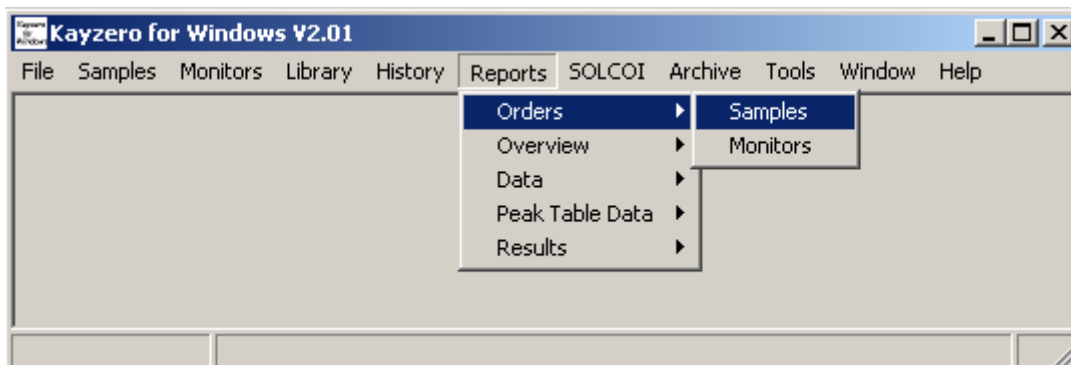 Kayzero for Windows V2.01
File Samples Monitors Library History Reports SOLCOI Archive Tools Window Help
Orders Samples
Overview Monitors
Data
Peak Table Data
Results